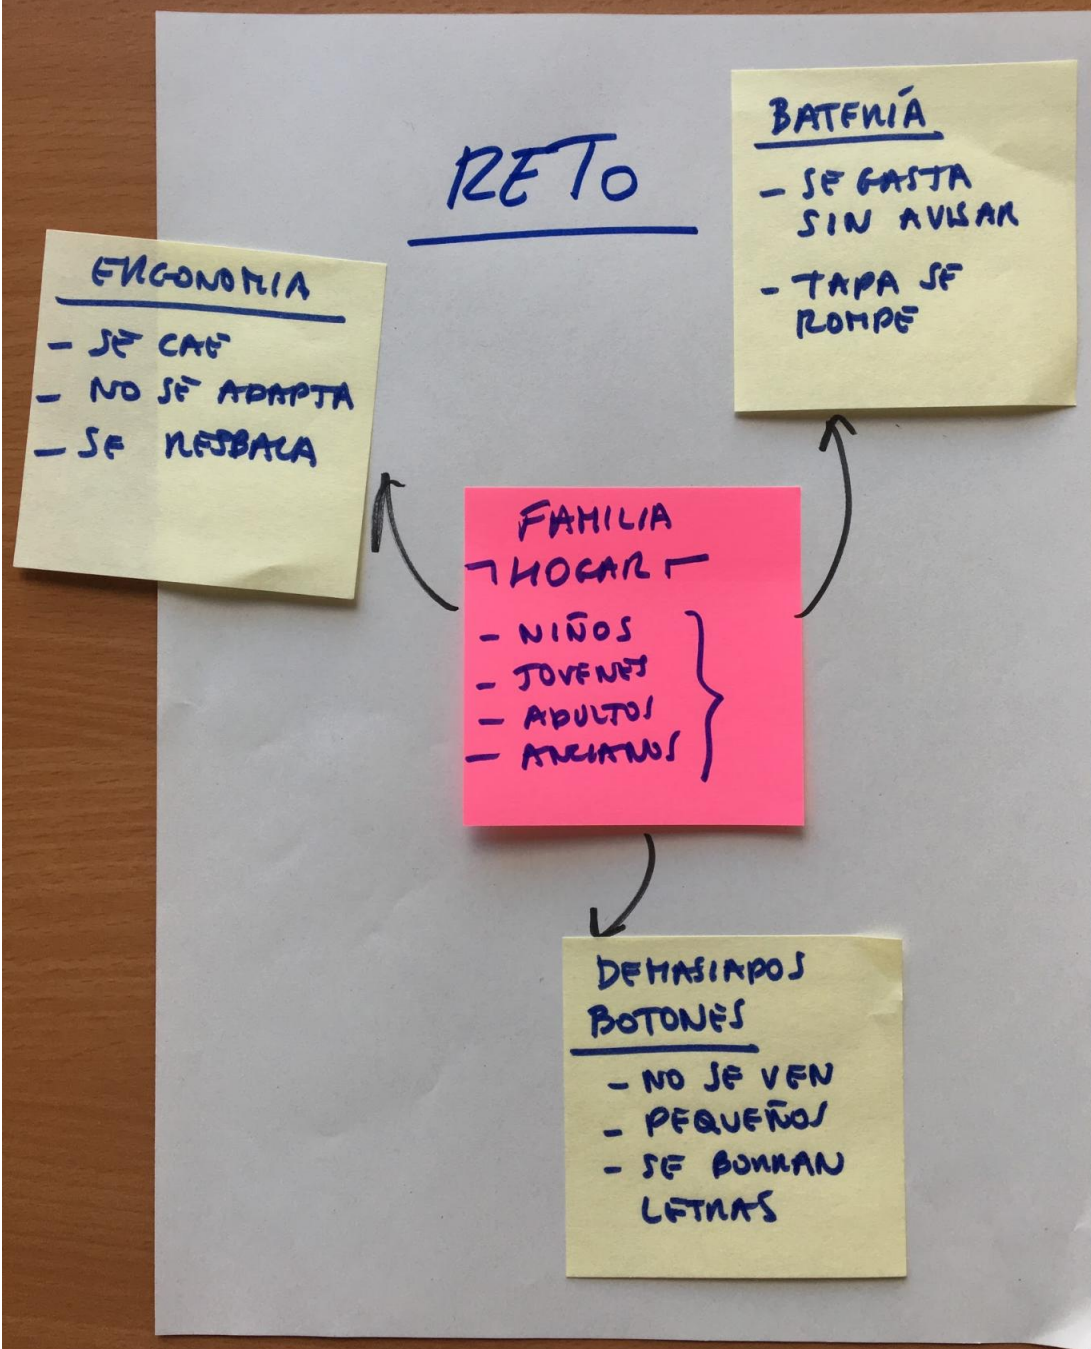 RETO
BATERÍA
- SE GASTA
SIN AVISAR
- TAPA SE
ROMPE
ERGONOMIA
- SE CAE
- NO SE ADAPTA
- SE RESBALA
FAMILIA
HOGAR
- NIÑOS
- JOVENES
- ADULTOS
- ANCIANOS
DEMASIADOS
BOTONES
- NO SE VEN
- PEQUEÑOS
- SE BORRAN
LETRAS